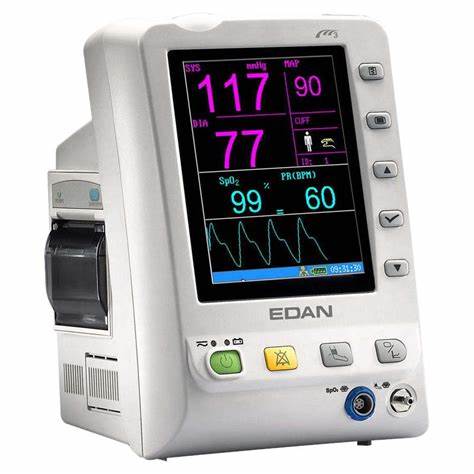 M3
SYS mmHg MAP
117 90
DIA CUFF
77
ID: 1
SpO₂ % PR(BPM)
99 60
09:31:30
EDAN
SpO₂